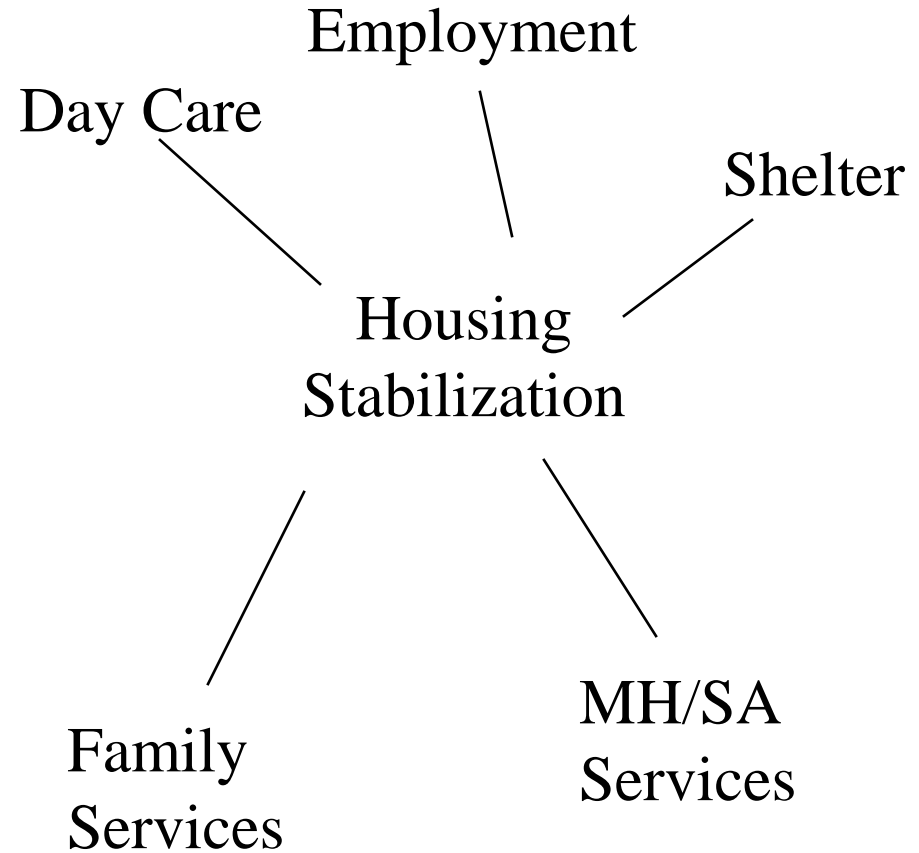 Employment
Day Care
Shelter
Housing
Stabilization
MH/SA
Services
Family
Services